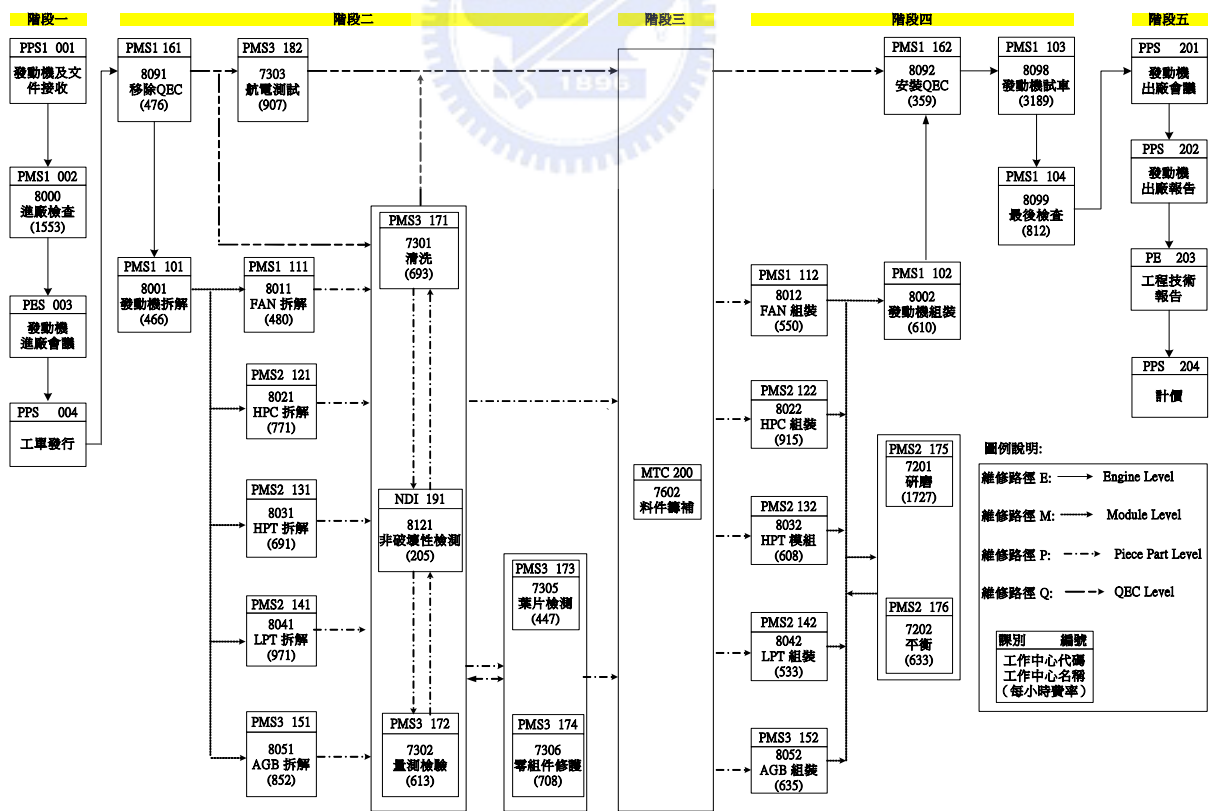 階段一
階段二
階段三
階段四
階段五
PPS1 001
發動機及文
件接收
PMS1 002
8000
進廠檢查
(1553)
PES 003
發動機
進廠會議
PPS 004
工單發行
PMS1 161
8091
移除QEC
(476)
PMS3 182
7303
航電測試
(907)
PMS1 101
8001
發動機拆解
(466)
PMS1 111
8011
FAN 拆解
(480)
PMS2 121
8021
HPC 拆解
(771)
PMS2 131
8031
HPT 拆解
(691)
PMS2 141
8041
LPT 拆解
(971)
PMS3 151
8051
AGB 拆解
(852)
PMS3 171
7301
清洗
(693)
NDI 191
8121
非破壞性檢測
(205)
PMS3 172
7302
量測檢驗
(613)
PMS3 173
7305
葉片檢測
(447)
PMS3 174
7306
零組件修護
(708)
1896
MTC 200
7602
料件籌補
PMS1 112
8012
FAN 組裝
(550)
PMS2 122
8022
HPC 組裝
(915)
PMS2 132
8032
HPT 模組
(608)
PMS2 142
8042
LPT 組裝
(533)
PMS3 152
8052
AGB 組裝
(635)
PMS1 162
8092
安裝QEC
(359)
PMS1 102
8002
發動機組裝
(610)
PMS2 175
7201
研磨
(1727)
PMS2 176
7202
平衡
(633)
PMS1 103
8098
發動機試車
(3189)
PMS1 104
8099
最後檢查
(812)
PPS 201
發動機
出廠會議
PPS 202
發動機
出廠報告
PE 203
工程技術
報告
PPS 204
計價
圖例說明:
維修路徑 E: Engine Level
維修路徑 M: Module Level
維修路徑 P: Piece Part Level
維修路徑 Q: QEC Level
課別 編號
工作中心代碼
工作中心名稱
(每小時費率)